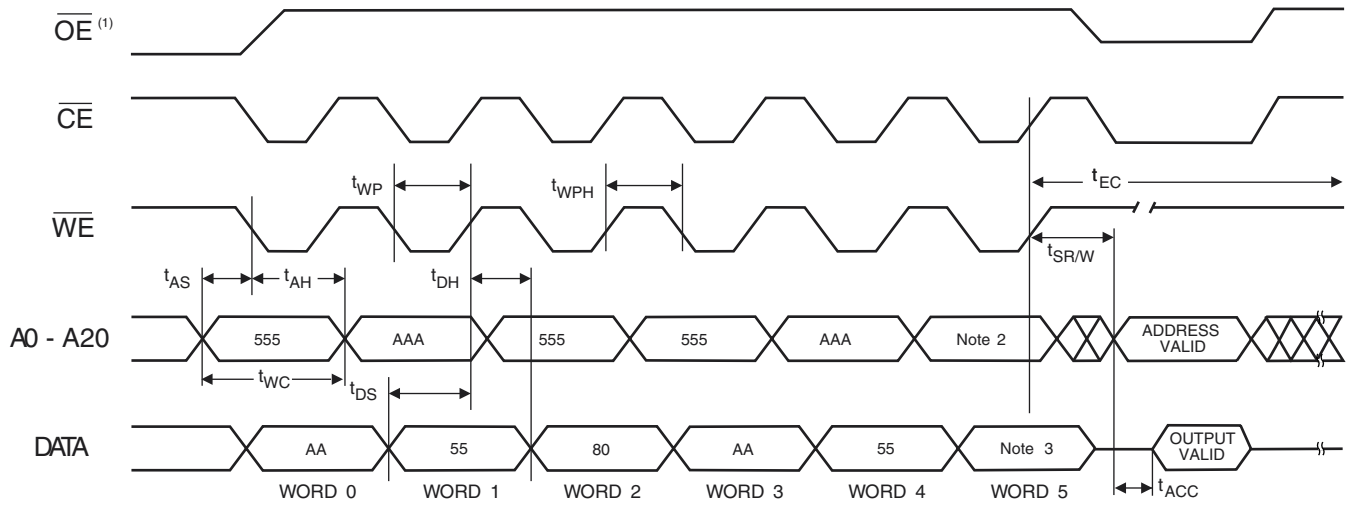 OE (1)
CE
tWP
tWPH
tEC
WE
tSR/W
tAS
tAH
tDH
A0 - A20
555
AAA
555
555
AAA
Note 2
ADDRESS
VALID
tWC
tDS
DATA
AA
55
80
AA
55
Note 3
OUTPUT
VALID
WORD 0
WORD 1
WORD 2
WORD 3
WORD 4
WORD 5
tACC